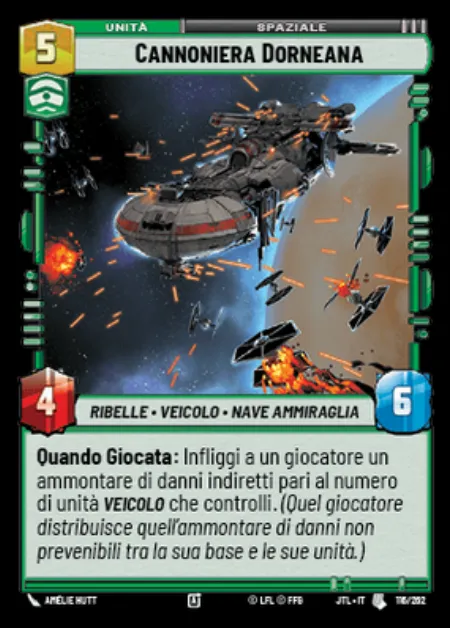 5
UNITÀ
SPAZIALE
CANNONIERA DORNEANA
4
RIBELLE • VEICOLO • NAVE AMMIRAGLIA
6
Quando Giocata: Infliggi a un giocatore un
ammontare di danni indiretti pari al numero
di unità VEICOLO che controlli. (Quel giocatore
distribuisce quell'ammontare di danni non
prevenibili tra la sua base e le sue unità.)
AMÉLIE HUTT
© LFL © FFG
JTL • IT
116/262